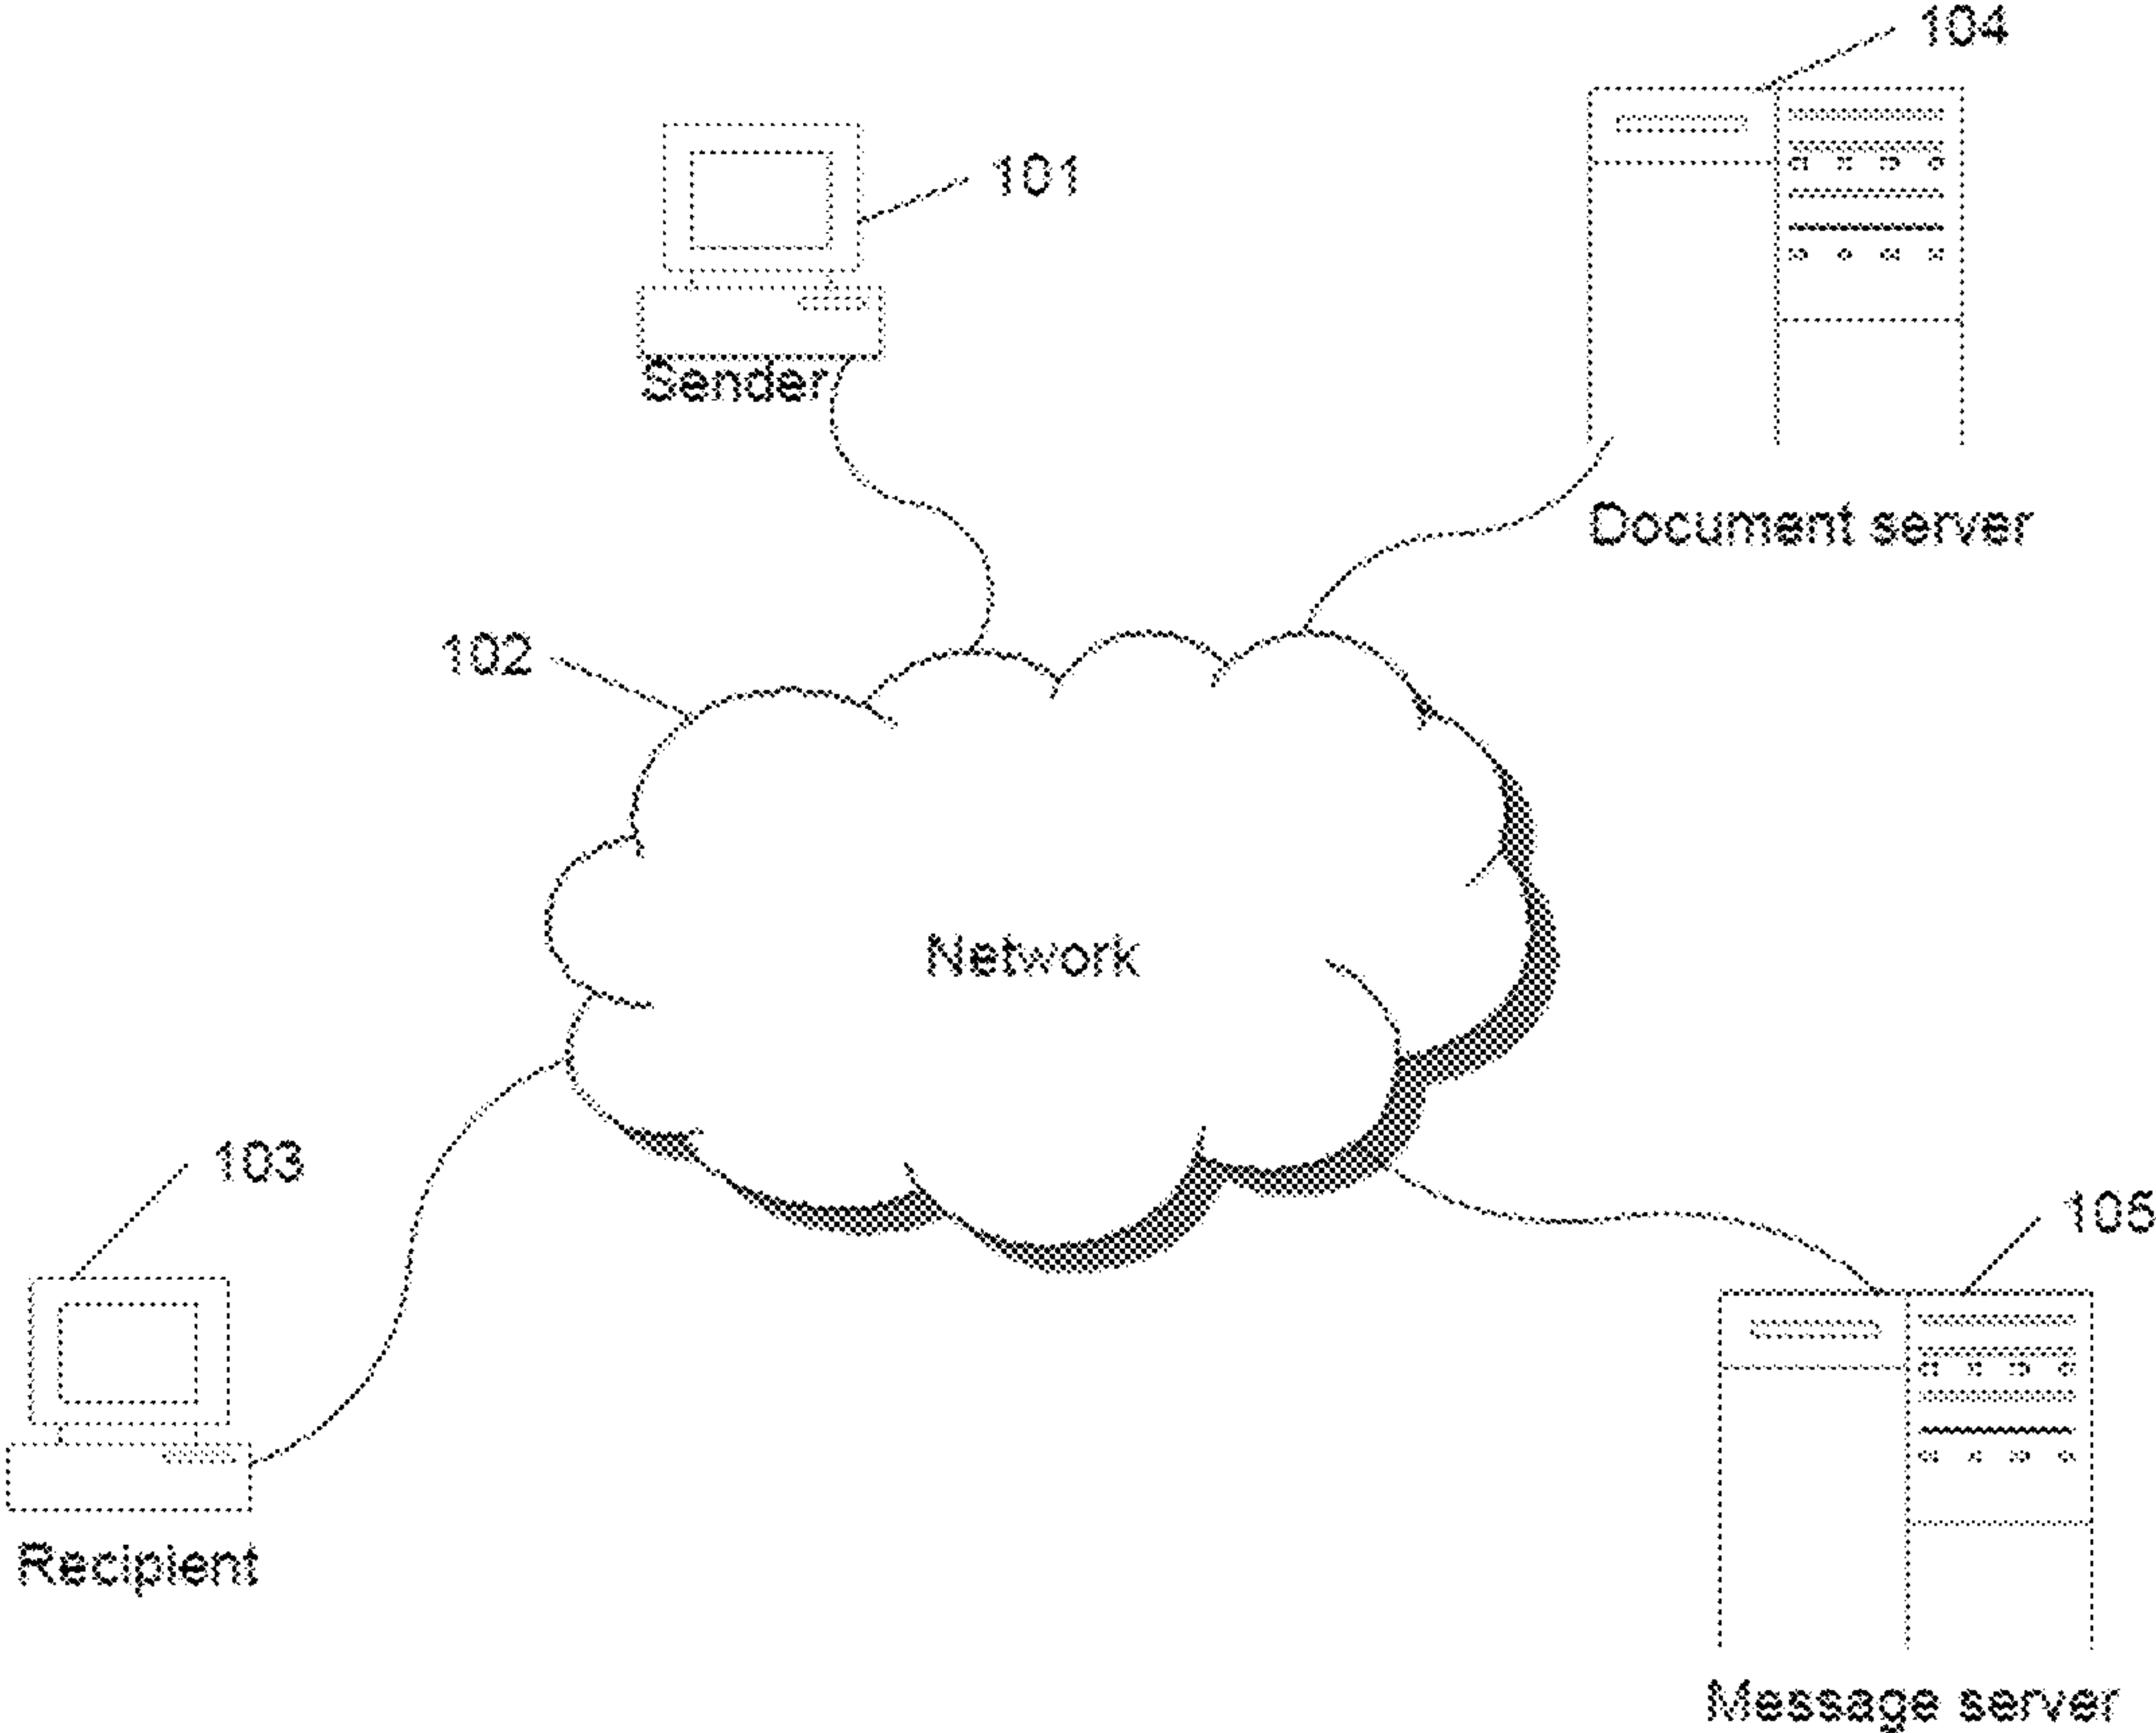 104
101
Sender
Document server
102
Network
103
105
Recipient
Message server